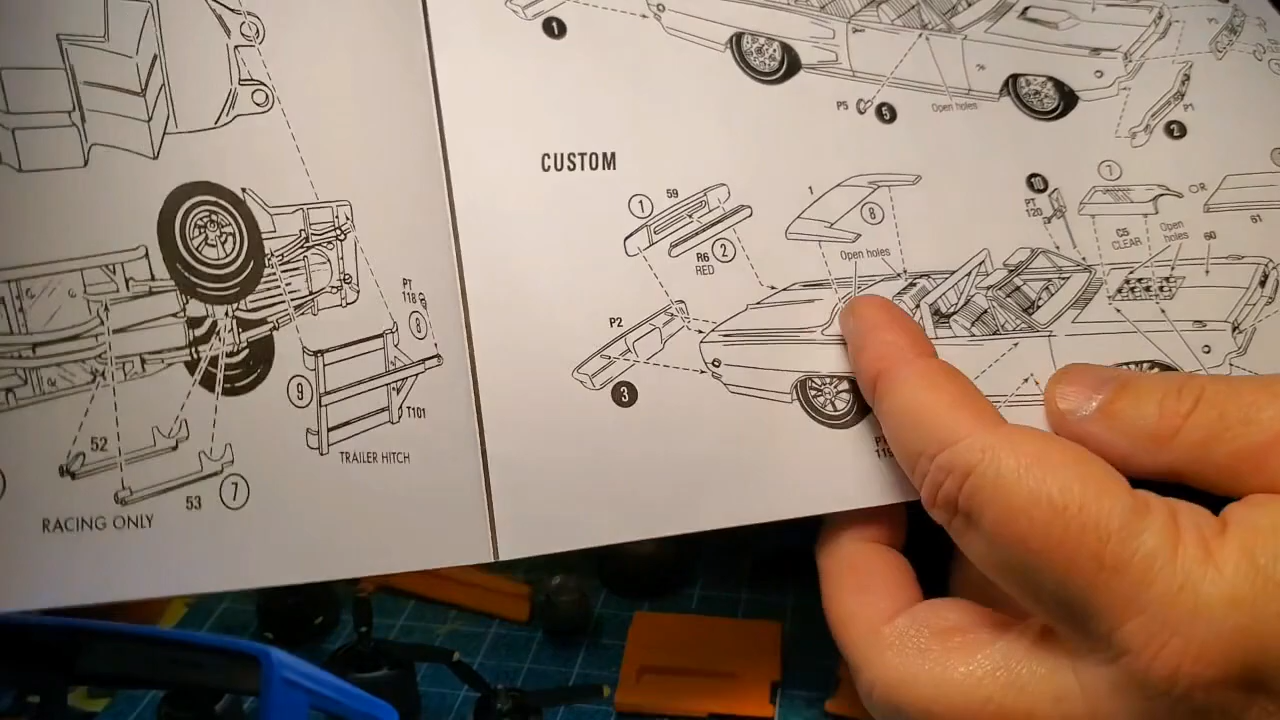 1
P5
5
Open holes
P1
2
CUSTOM
1
59
R6
RED
2
1
8
Open holes
10
PT
120
7
OR
61
C5
CLEAR
Open
holes
60
P2
3
PT
118
8
9
T101
TRAILER HITCH
52
53
7
RACING ONLY